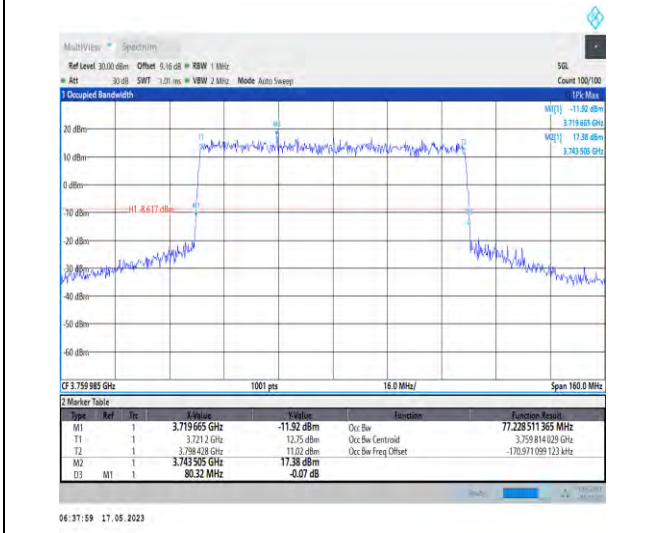 MultiView Spectrum
Ref Level 30.00 dBm Offset 9.16 dB RBW 1 MHz SGL
Att 30 dB SWT 1.01 ms VBW 2 MHz Mode Auto Sweep Count 100/100
1 Occupied Bandwidth 1Pk Max
M1[1] -11.92 dBm
3.719 665 GHz
M2[1] 17.38 dBm
3.743 505 GHz
20 dBm
M2
T1
10 dBm
0 dBm
-10 dBm
H1 -8.617 dBm
M1
-20 dBm
-30 dBm
-40 dBm
-50 dBm
-60 dBm
CF 3.759 985 GHz 1001 pts 16.0 MHz/ Span 160.0 MHz
2 Marker Table
Type Ref Trc X-Value Y-Value Function Function Result
M1 1 3.719 665 GHz -11.92 dBm Occ Bw 77.228 511 365 MHz
T1 1 3.721 2 GHz 12.75 dBm Occ Bw Centroid 3.759 814 029 GHz
T2 1 3.798 428 GHz 11.02 dBm Occ Bw Freq Offset -170.971 099 123 kHz
M2 1 3.743 505 GHz 17.38 dBm
D3 M1 1 80.32 MHz -0.07 dB
06:37:59 17.05.2023